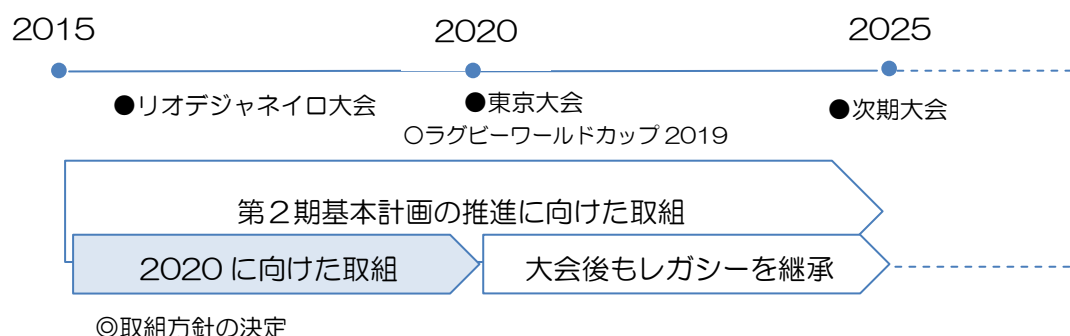 2015 2020 2025
●リオデジャネイロ大会 ●東京大会 ●次期大会
○ラグビーワールドカップ 2019
第2期基本計画の推進に向けた取組
2020 に向けた取組 大会後もレガシーを継承
◎取組方針の決定